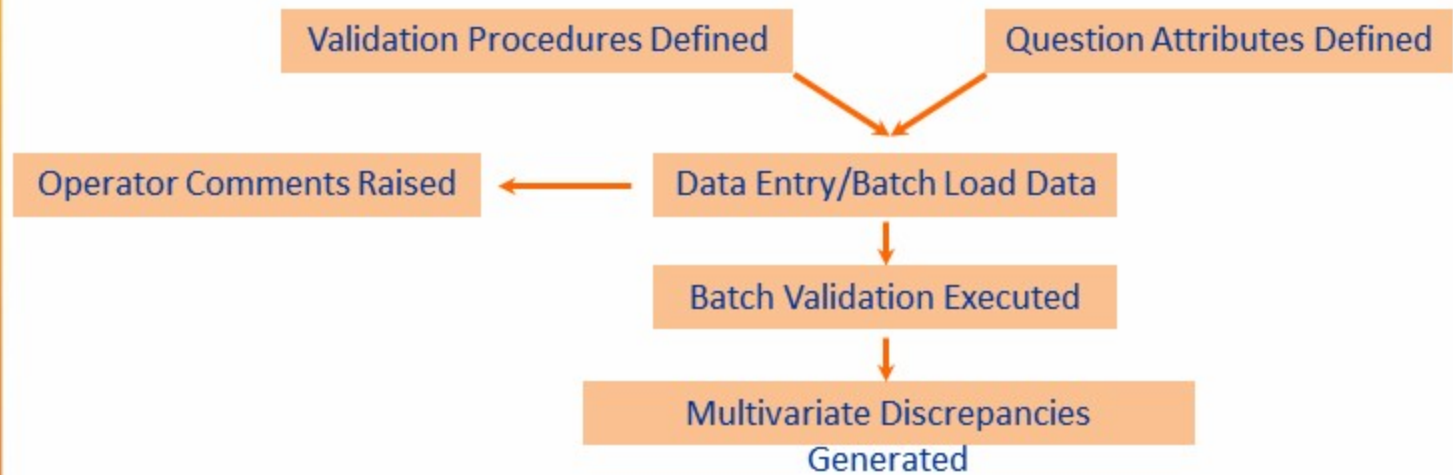 Validation Procedures Defined
Question Attributes Defined
Operator Comments Raised
Data Entry/Batch Load Data
Batch Validation Executed
Multivariate Discrepancies
Generated